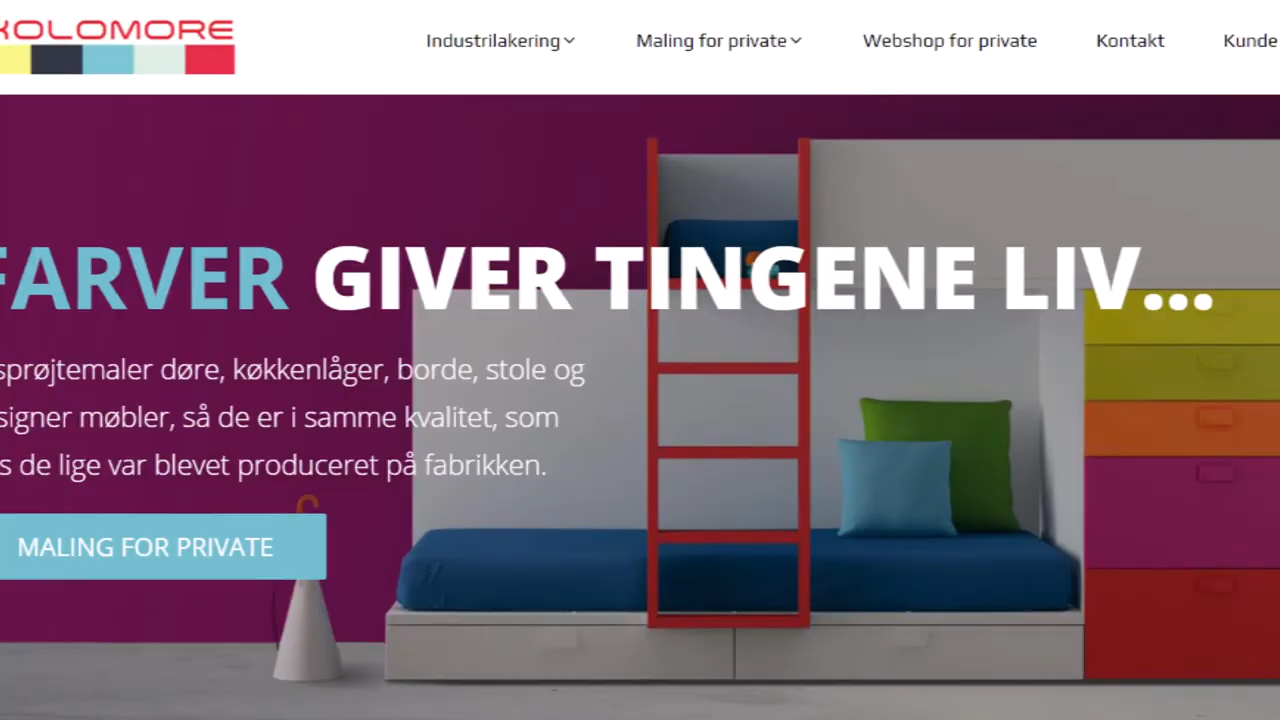 KOLOMORE
Industrilakering
Maling for private
Webshop for private
Kontakt
Kunde
FARVER GIVER TINGENE LIV...
sprøjtemaler døre, køkkenlåger, borde, stole og
signer møbler, så de er i samme kvalitet, som
s de lige var blevet produceret på fabrikken.
MALING FOR PRIVATE